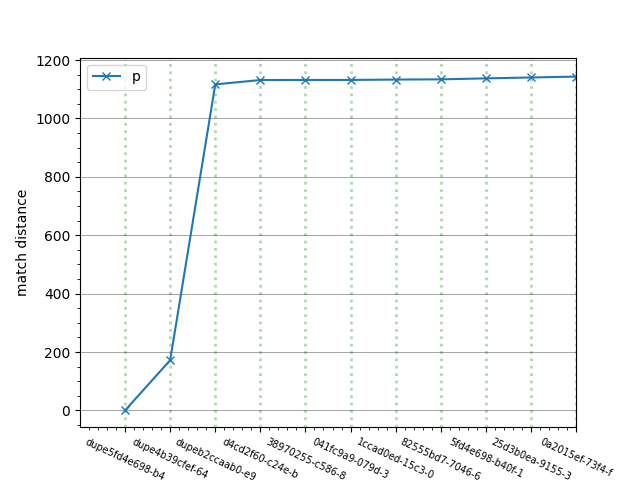 p
match distance
1200
1000
800
600
400
200
0
dupe5fd4e698-b4
dupe4b39cfef-64
dupeb2ccaab0-e9
d4cd2f60-c24e-b
38970255-c586-8
041fc9a9-079d-3
1ccad0ed-15c3-0
82555bd7-7046-6
5fd4e698-b40f-1
25d3b0ea-9155-3
0a2015ef-73f4-f